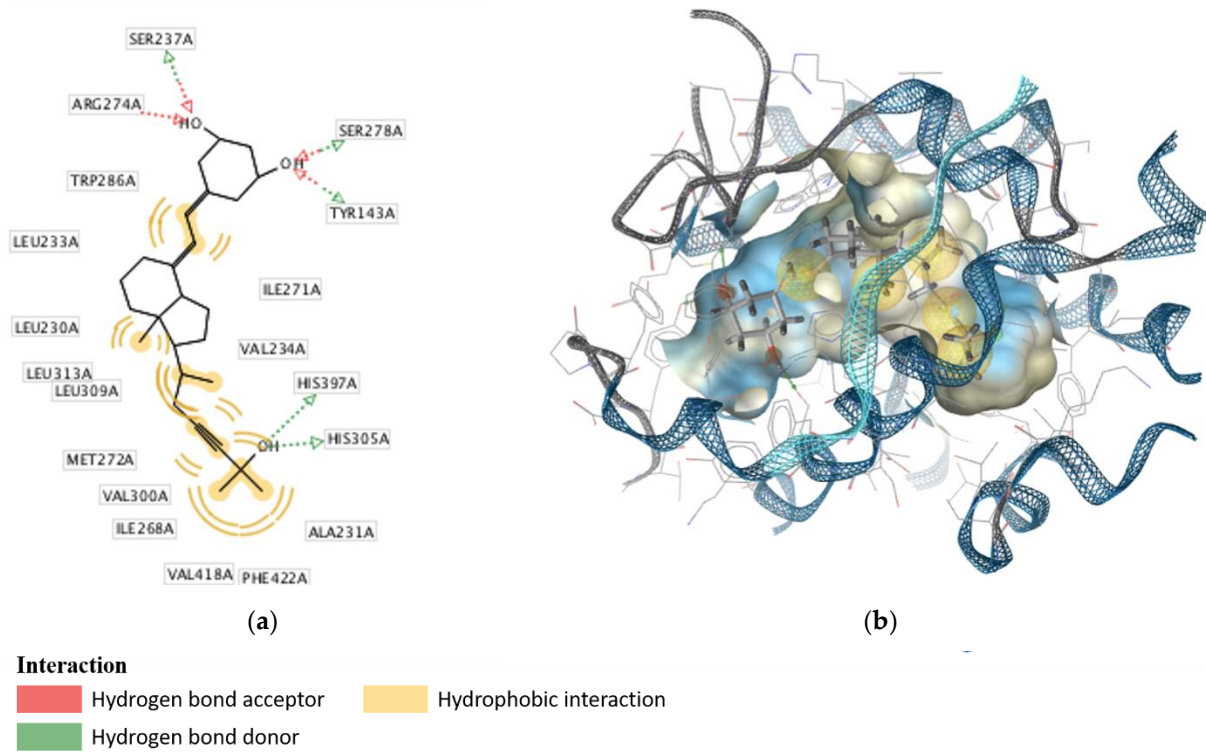 SER237A
ARG274A
HO
SER278A
OH
TRP286A
TYR143A
LEU233A
ILE271A
LEU230A
VAL234A
LEU313A
HIS397A
LEU309A
OH
HIS305A
MET272A
VAL300A
ILE268A
ALA231A
VAL418A
PHE422A
(a)
(b)
Interaction
Hydrogen bond acceptor
Hydrophobic interaction
Hydrogen bond donor